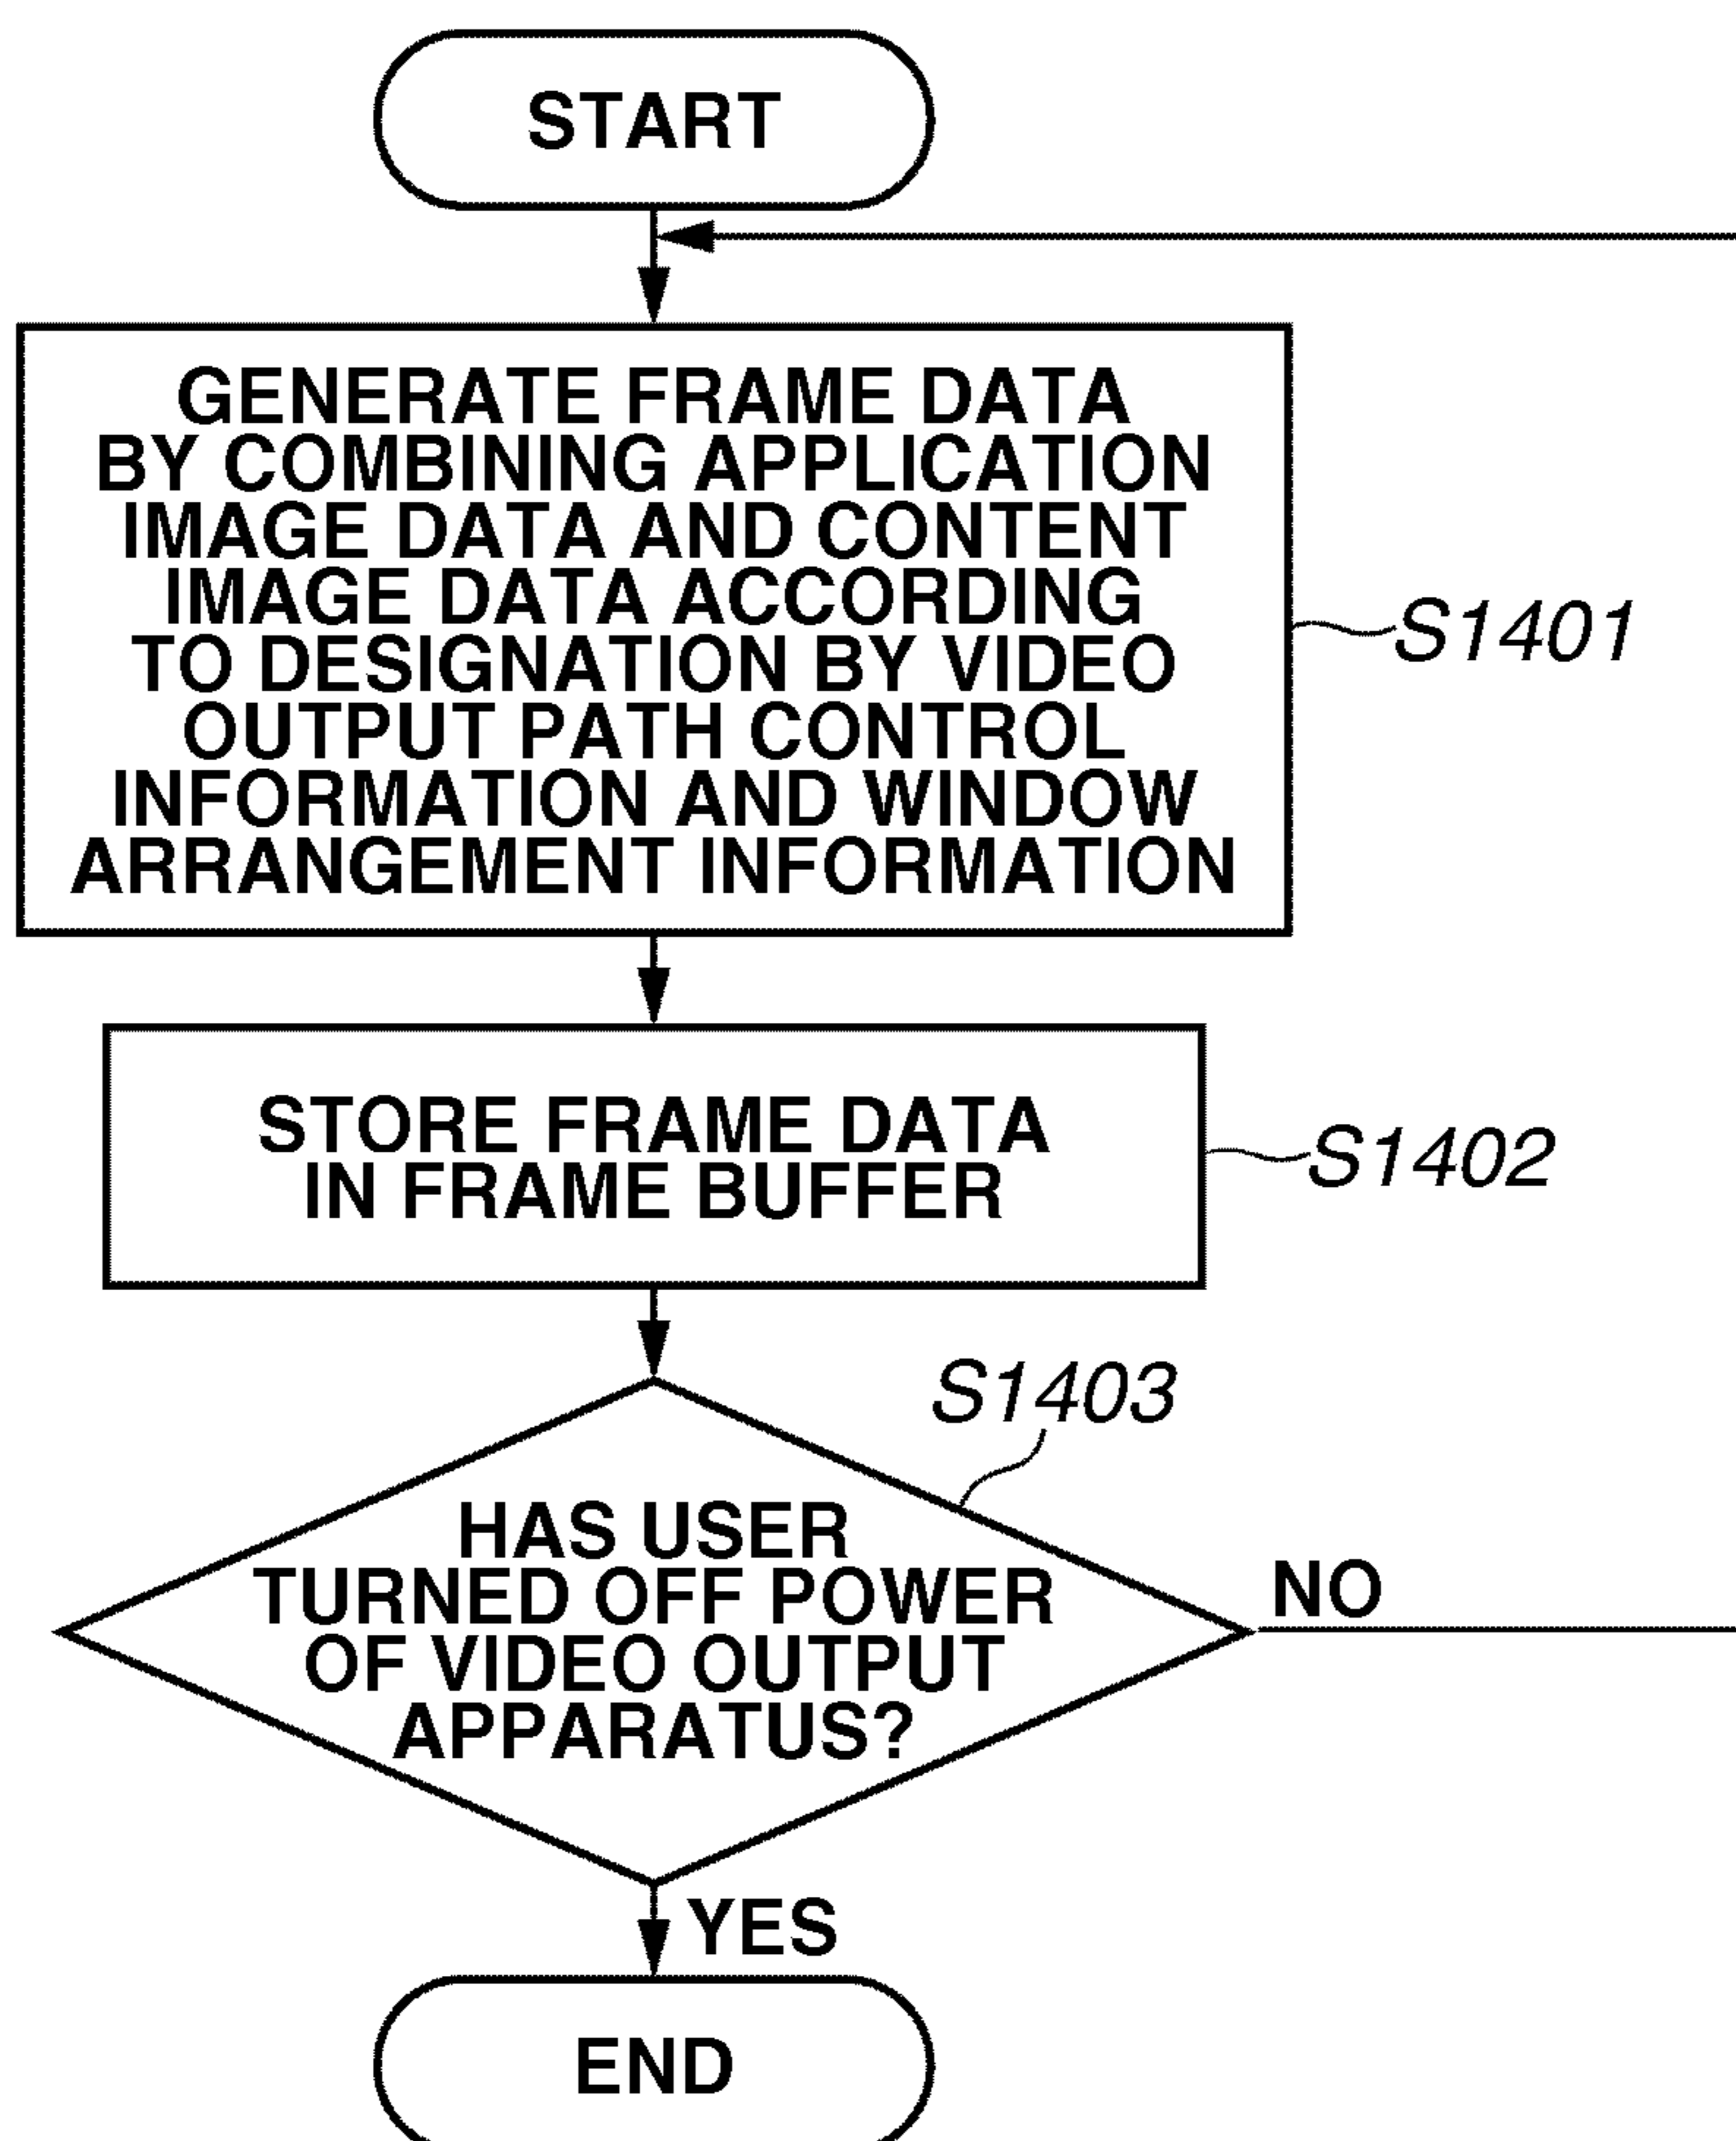 START
GENERATE FRAME DATA
BY COMBINING APPLICATION
IMAGE DATA AND CONTENT
IMAGE DATA ACCORDING
TO DESIGNATION BY VIDEO
OUTPUT PATH CONTROL
INFORMATION AND WINDOW
ARRANGEMENT INFORMATION
S1401
STORE FRAME DATA
IN FRAME BUFFER
S1402
S1403
HAS USER
TURNED OFF POWER
OF VIDEO OUTPUT
APPARATUS?
NO
YES
END